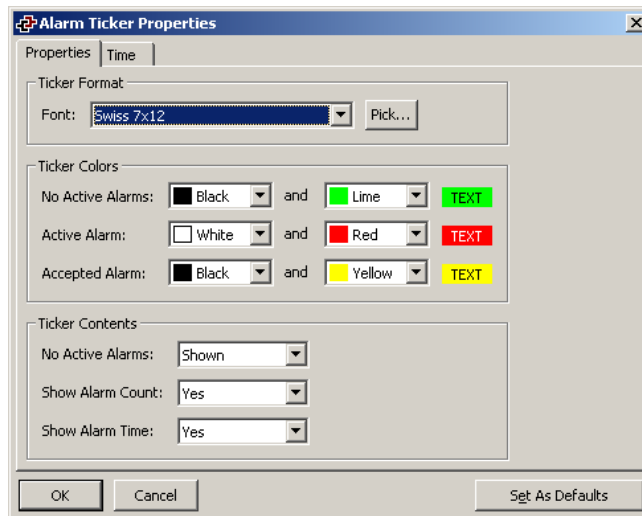 Alarm Ticker Properties
Properties Time
Ticker Format
Font: Swiss 7x12 Pick...
Ticker Colors
No Active Alarms: Black and Lime TEXT
Active Alarm: White and Red TEXT
Accepted Alarm: Black and Yellow TEXT
Ticker Contents
No Active Alarms: Shown
Show Alarm Count: Yes
Show Alarm Time: Yes
OK Cancel Set As Defaults